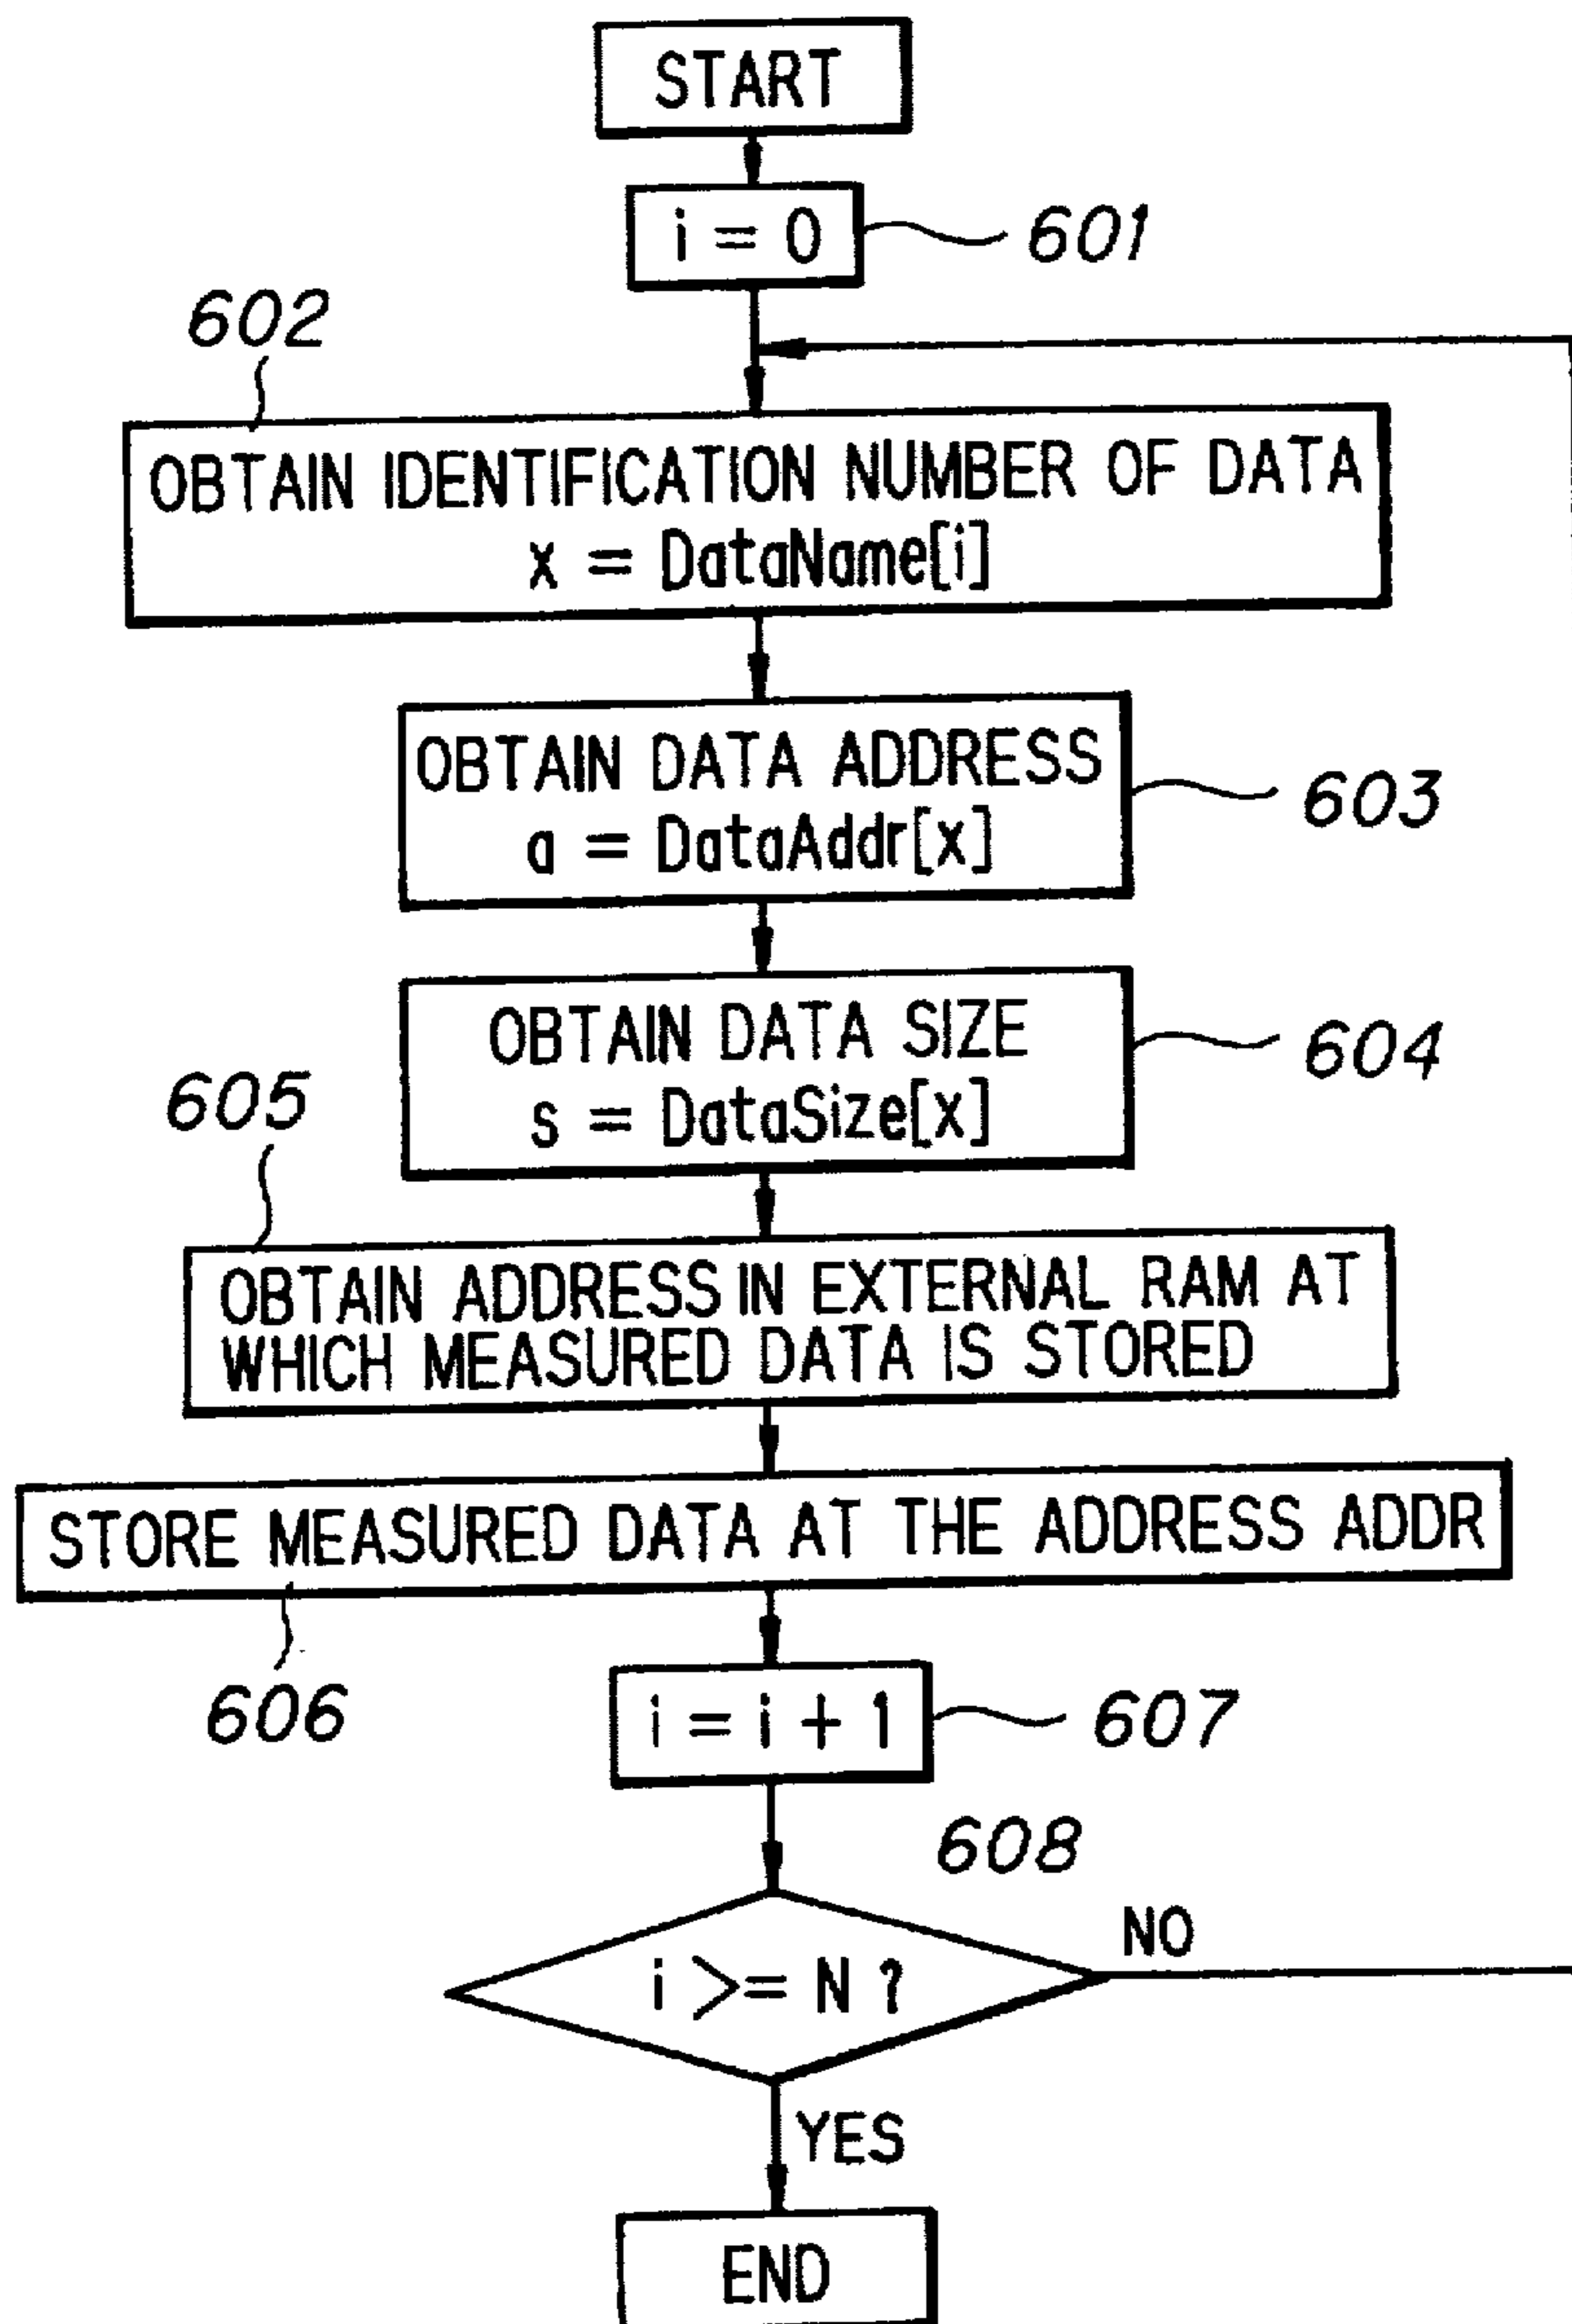 START
i = 0
601
602
OBTAIN IDENTIFICATION NUMBER OF DATA
x = DataName[i]
OBTAIN DATA ADDRESS
a = DataAddr[x]
603
OBTAIN DATA SIZE
s = DataSize[x]
604
605
OBTAIN ADDRESS IN EXTERNAL RAM AT
WHICH MEASURED DATA IS STORED
STORE MEASURED DATA AT THE ADDRESS ADDR
606
i = i + 1
607
608
i >= N ?
NO
YES
END